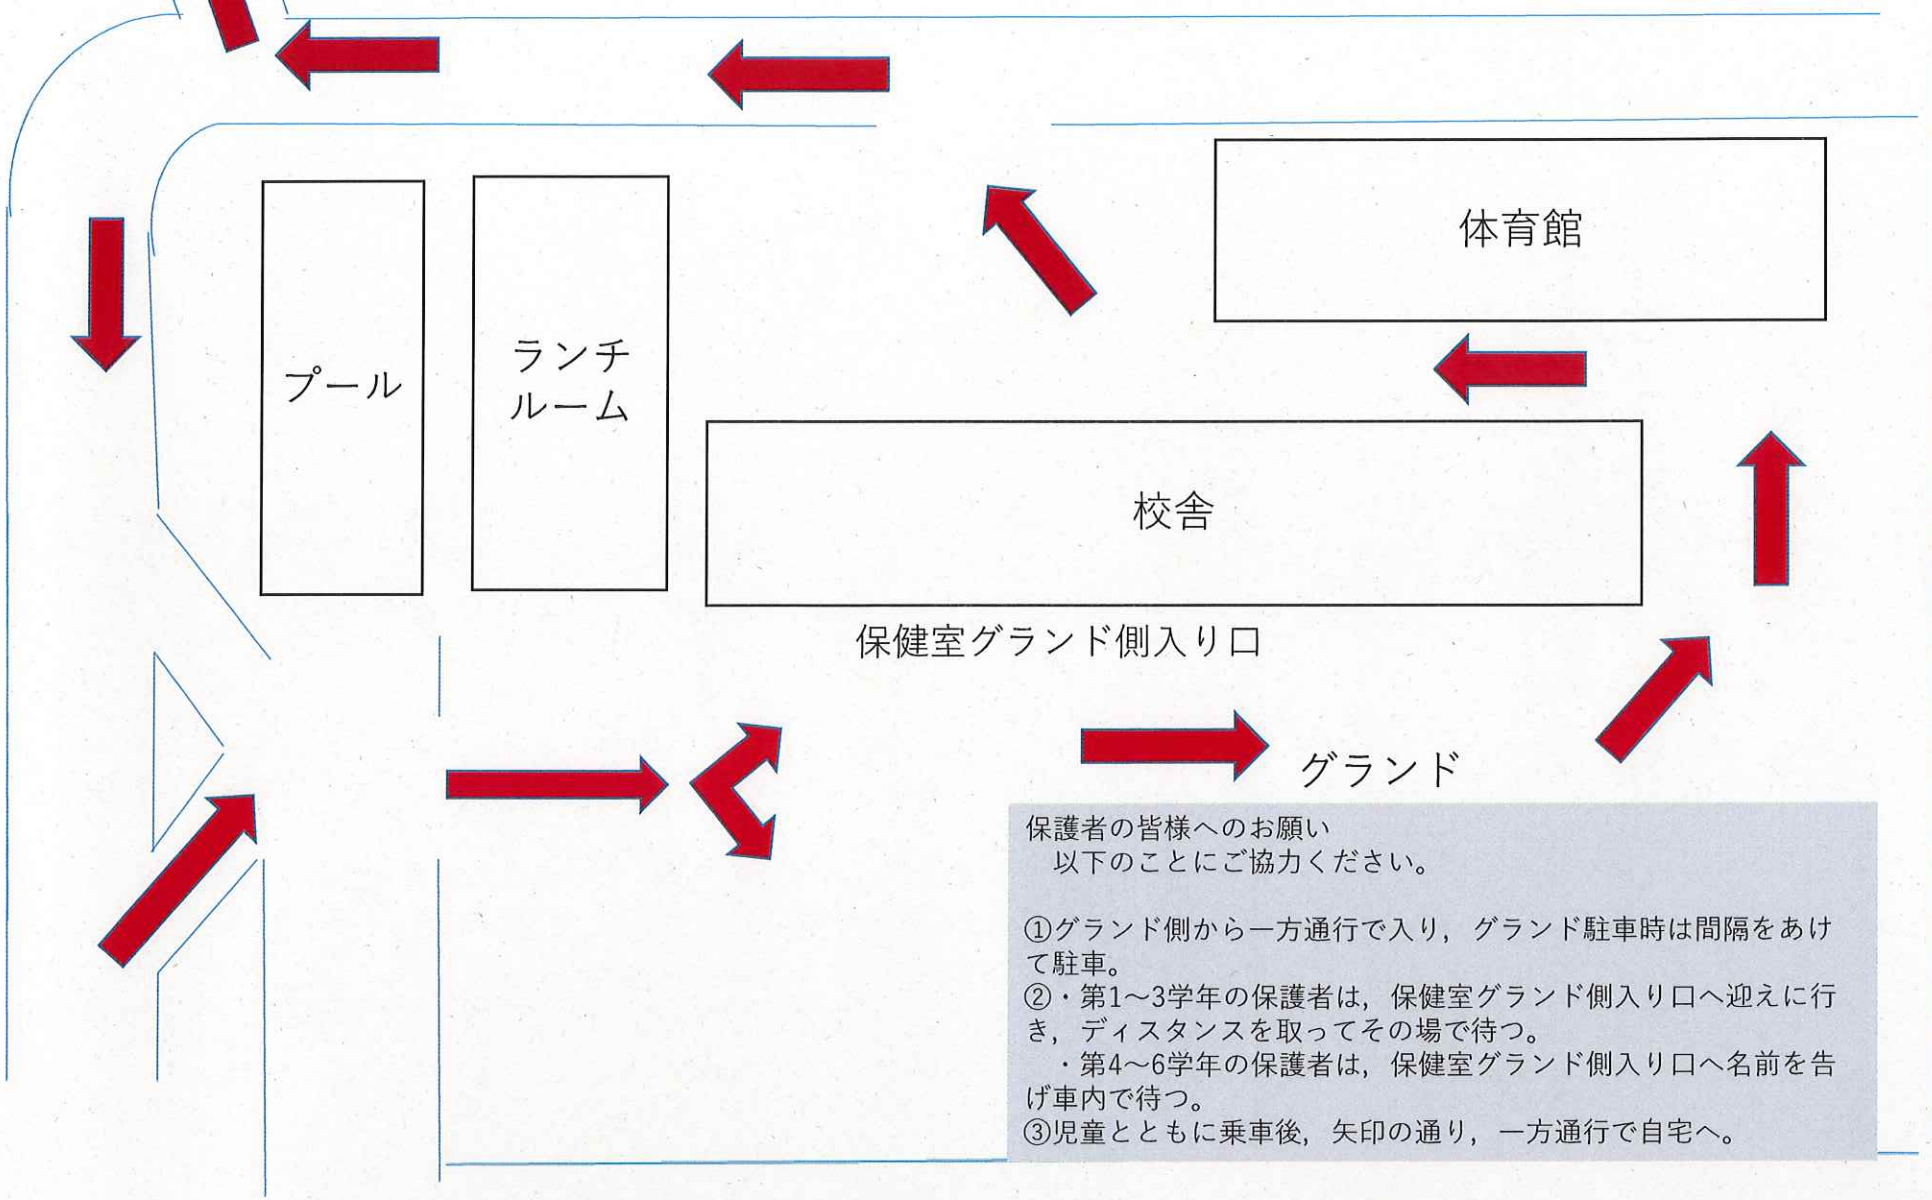 体育館
プール
ランチ
ルーム
校舎
保健室グランド側入り口
グランド
保護者の皆様へのお願い
以下のことにご協力ください。
①グランド側から一方通行で入り，グランド駐車時は間隔をあけ
て駐車。
②・第1～3学年の保護者は，保健室グランド側入り口へ迎えに行
き，ディスタンスを取ってその場で待つ。
・第4～6学年の保護者は，保健室グランド側入り口へ名前を告
げ車内で待つ。
③児童とともに乗車後，矢印の通り，一方通行で自宅へ。